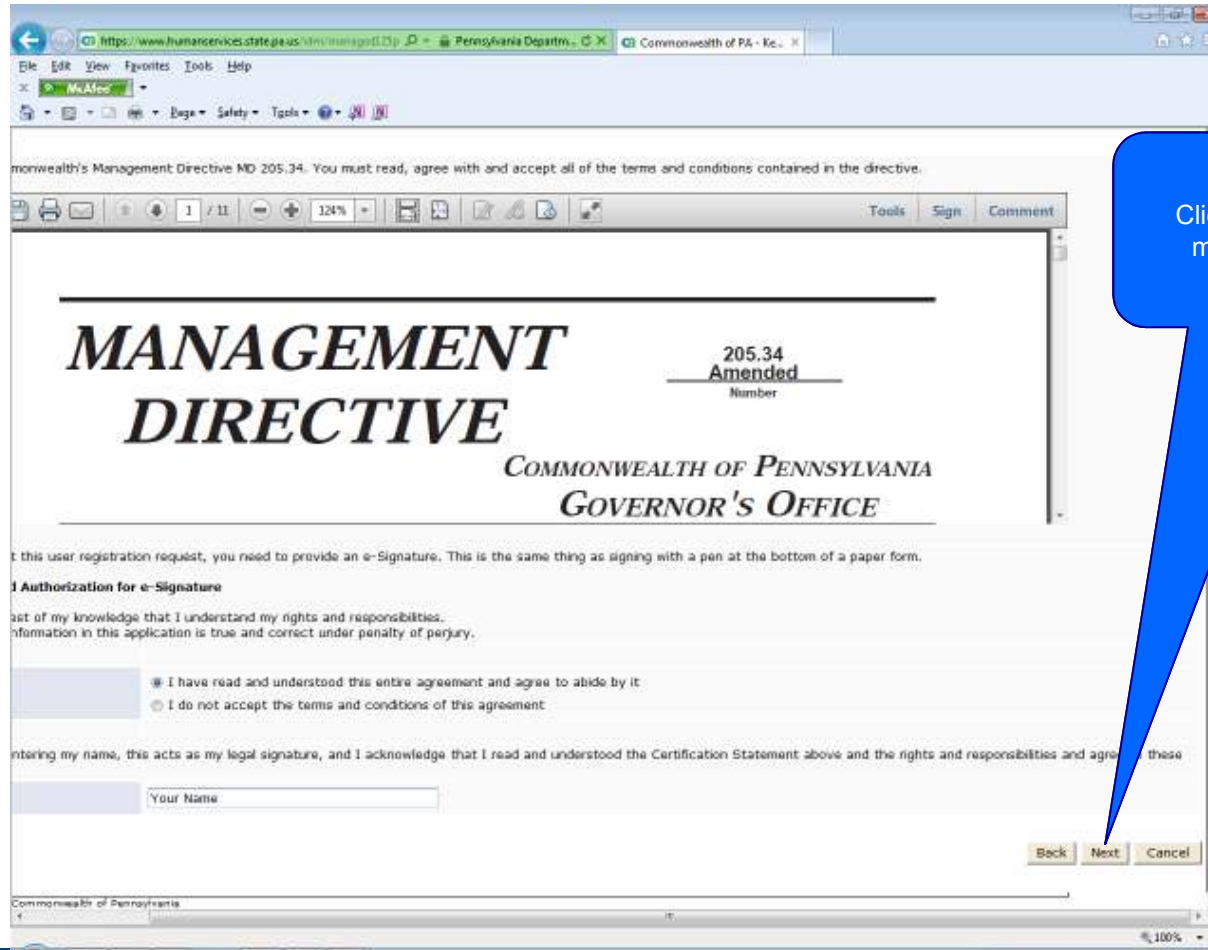 https://www.humanservices.state.pa.us Pennsylvania Departm... Commonwealth of PA - Ke...
File Edit View Favorites Tools Help
McAfee
Page Safety Tools
monwealth's Management Directive MD 205.34. You must read, agree with and accept all of the terms and conditions contained in the directive.
1 / 11 124% Tools Sign Comment
Clic
m
MANAGEMENT
DIRECTIVE
205.34
Amended
Number
COMMONWEALTH OF PENNSYLVANIA
GOVERNOR'S OFFICE
t this user registration request, you need to provide an e-Signature. This is the same thing as signing with a pen at the bottom of a paper form.
d Authorization for e-Signature
est of my knowledge that I understand my rights and responsibilities.
nformation in this application is true and correct under penalty of perjury.
I have read and understood this entire agreement and agree to abide by it
I do not accept the terms and conditions of this agreement
ntering my name, this acts as my legal signature, and I acknowledge that I read and understood the Certification Statement above and the rights and responsibilities and agre these
Your Name
Back Next Cancel
Commonwealth of Pennsylvania
100%